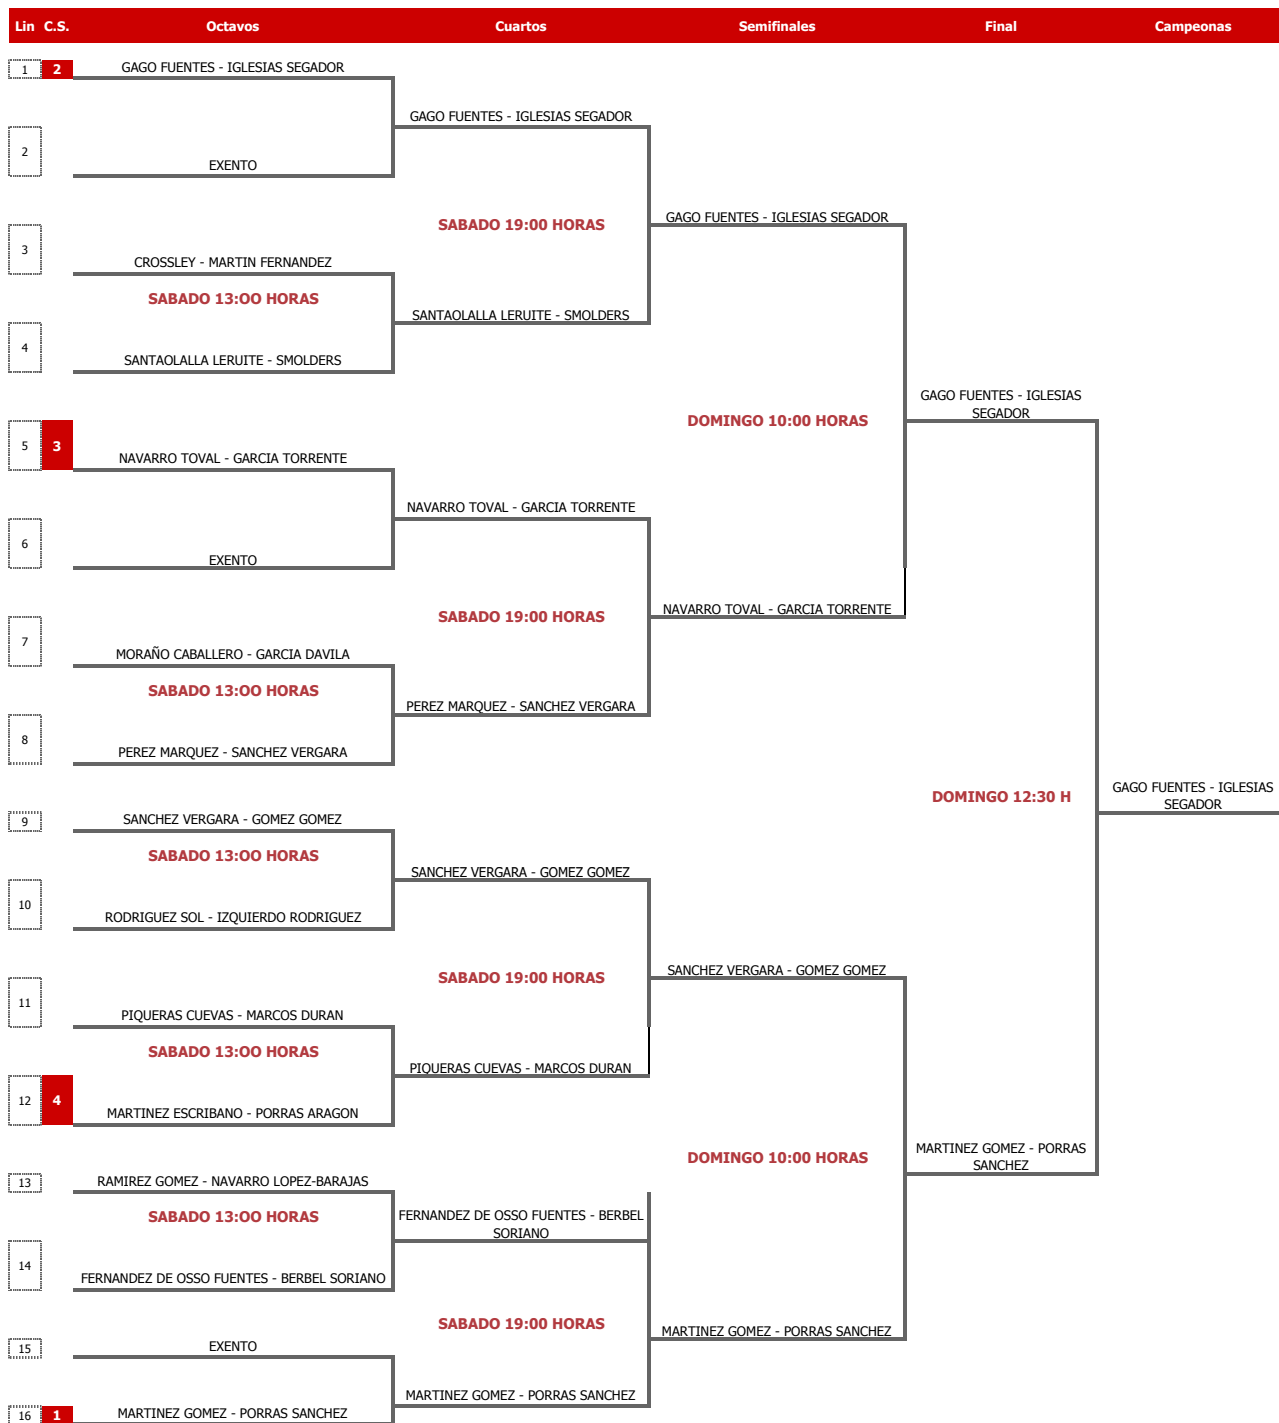 Lin C.S. Octavos Cuartos Semifinales Final Campeonas
1 2 GAGO FUENTES - IGLESIAS SEGADOR
GAGO FUENTES - IGLESIAS SEGADOR
2 EXENTO
SABADO 19:00 HORAS
GAGO FUENTES - IGLESIAS SEGADOR
3 CROSSLEY - MARTIN FERNANDEZ
SABADO 13:OO HORAS
SANTAOLALLA LERUITE - SMOLDERS
4 SANTAOLALLA LERUITE - SMOLDERS
GAGO FUENTES - IGLESIAS
SEGADOR
DOMINGO 10:00 HORAS
5 3 NAVARRO TOVAL - GARCIA TORRENTE
NAVARRO TOVAL - GARCIA TORRENTE
6 EXENTO
SABADO 19:00 HORAS
NAVARRO TOVAL - GARCIA TORRENTE
7 MORAÑO CABALLERO - GARCIA DAVILA
SABADO 13:OO HORAS
PEREZ MARQUEZ - SANCHEZ VERGARA
8 PEREZ MARQUEZ - SANCHEZ VERGARA
DOMINGO 12:30 H
GAGO FUENTES - IGLESIAS
SEGADOR
9 SANCHEZ VERGARA - GOMEZ GOMEZ
SABADO 13:OO HORAS
SANCHEZ VERGARA - GOMEZ GOMEZ
10 RODRIGUEZ SOL - IZQUIERDO RODRIGUEZ
SABADO 19:00 HORAS
SANCHEZ VERGARA - GOMEZ GOMEZ
11 PIQUERAS CUEVAS - MARCOS DURAN
SABADO 13:OO HORAS
PIQUERAS CUEVAS - MARCOS DURAN
12 4 MARTINEZ ESCRIBANO - PORRAS ARAGON
DOMINGO 10:00 HORAS
MARTINEZ GOMEZ - PORRAS
SANCHEZ
13 RAMIREZ GOMEZ - NAVARRO LOPEZ-BARAJAS
SABADO 13:OO HORAS
FERNANDEZ DE OSSO FUENTES - BERBEL
SORIANO
14 FERNANDEZ DE OSSO FUENTES - BERBEL SORIANO
SABADO 19:00 HORAS
MARTINEZ GOMEZ - PORRAS SANCHEZ
15 EXENTO
MARTINEZ GOMEZ - PORRAS SANCHEZ
16 1 MARTINEZ GOMEZ - PORRAS SANCHEZ